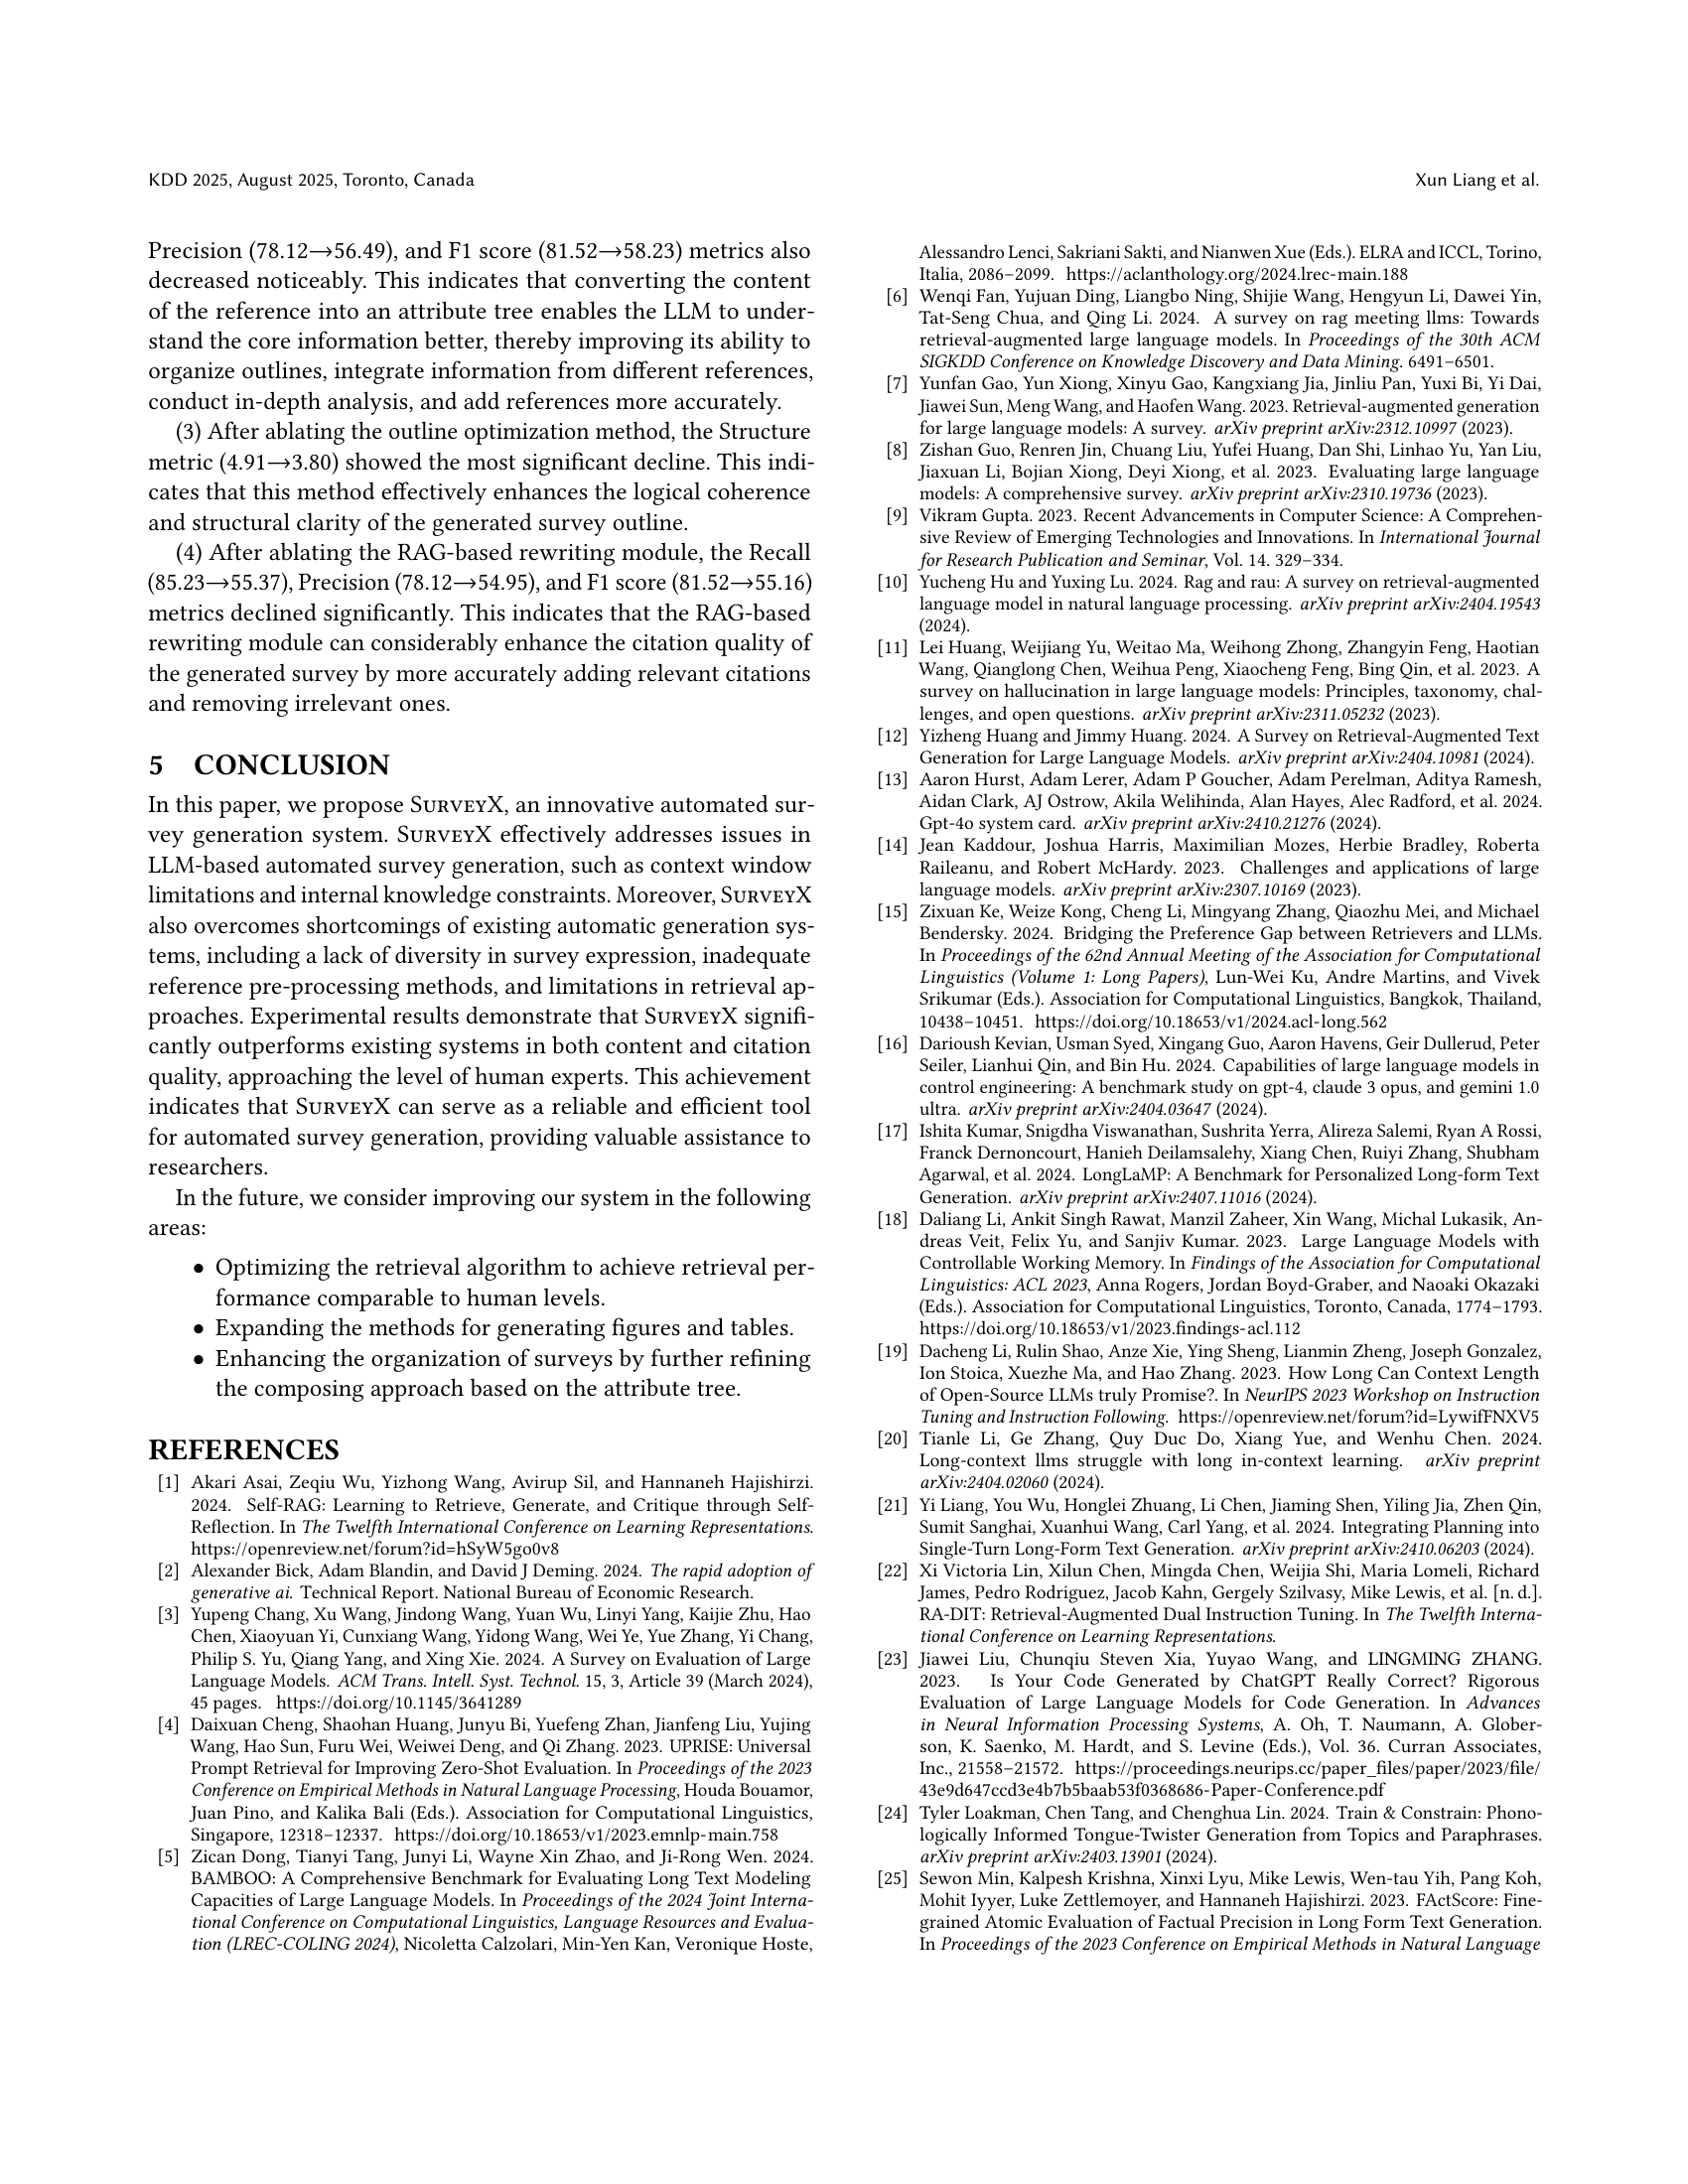 KDD 2025, August 2025, Toronto, Canada
Xun Liang et al.
Precision (78.12→56.49), and F1 score (81.52→58.23) metrics also
decreased noticeably. This indicates that converting the content
of the reference into an attribute tree enables the LLM to under-
stand the core information better, thereby improving its ability to
organize outlines, integrate information from different references,
conduct in-depth analysis, and add references more accurately.
(3) After ablating the outline optimization method, the Structure
metric (4.91→3.80) showed the most significant decline. This indi-
cates that this method effectively enhances the logical coherence
and structural clarity of the generated survey outline.
(4) After ablating the RAG-based rewriting module, the Recall
(85.23→55.37), Precision (78.12→54.95), and F1 score (81.52→55.16)
metrics declined significantly. This indicates that the RAG-based
rewriting module can considerably enhance the citation quality of
the generated survey by more accurately adding relevant citations
and removing irrelevant ones.
5 CONCLUSION
In this paper, we propose SurveyX, an innovative automated sur-
vey generation system. SurveyX effectively addresses issues in
LLM-based automated survey generation, such as context window
limitations and internal knowledge constraints. Moreover, SurveyX
also overcomes shortcomings of existing automatic generation sys-
tems, including a lack of diversity in survey expression, inadequate
reference pre-processing methods, and limitations in retrieval ap-
proaches. Experimental results demonstrate that SurveyX signifi-
cantly outperforms existing systems in both content and citation
quality, approaching the level of human experts. This achievement
indicates that SurveyX can serve as a reliable and efficient tool
for automated survey generation, providing valuable assistance to
researchers.
In the future, we consider improving our system in the following
areas:
• Optimizing the retrieval algorithm to achieve retrieval per-
formance comparable to human levels.
• Expanding the methods for generating figures and tables.
• Enhancing the organization of surveys by further refining
the composing approach based on the attribute tree.
REFERENCES
[1] Akari Asai, Zeqiu Wu, Yizhong Wang, Avirup Sil, and Hannaneh Hajishirzi.
2024. Self-RAG: Learning to Retrieve, Generate, and Critique through Self-
Reflection. In The Twelfth International Conference on Learning Representations.
https://openreview.net/forum?id=hSyW5go0v8
[2] Alexander Bick, Adam Blandin, and David J Deming. 2024. The rapid adoption of
generative ai. Technical Report. National Bureau of Economic Research.
[3] Yupeng Chang, Xu Wang, Jindong Wang, Yuan Wu, Linyi Yang, Kaijie Zhu, Hao
Chen, Xiaoyuan Yi, Cunxiang Wang, Yidong Wang, Wei Ye, Yue Zhang, Yi Chang,
Philip S. Yu, Qiang Yang, and Xing Xie. 2024. A Survey on Evaluation of Large
Language Models. ACM Trans. Intell. Syst. Technol. 15, 3, Article 39 (March 2024),
45 pages. https://doi.org/10.1145/3641289
[4] Daixuan Cheng, Shaohan Huang, Junyu Bi, Yuefeng Zhan, Jianfeng Liu, Yujing
Wang, Hao Sun, Furu Wei, Weiwei Deng, and Qi Zhang. 2023. UPRISE: Universal
Prompt Retrieval for Improving Zero-Shot Evaluation. In Proceedings of the 2023
Conference on Empirical Methods in Natural Language Processing, Houda Bouamor,
Juan Pino, and Kalika Bali (Eds.). Association for Computational Linguistics,
Singapore, 12318–12337. https://doi.org/10.18653/v1/2023.emnlp-main.758
[5] Zican Dong, Tianyi Tang, Junyi Li, Wayne Xin Zhao, and Ji-Rong Wen. 2024.
BAMBOO: A Comprehensive Benchmark for Evaluating Long Text Modeling
Capacities of Large Language Models. In Proceedings of the 2024 Joint Interna-
tional Conference on Computational Linguistics, Language Resources and Evalua-
tion (LREC-COLING 2024), Nicoletta Calzolari, Min-Yen Kan, Veronique Hoste,
Alessandro Lenci, Sakriani Sakti, and Nianwen Xue (Eds.). ELRA and ICCL, Torino,
Italia, 2086–2099. https://aclanthology.org/2024.lrec-main.188
[6] Wenqi Fan, Yujuan Ding, Liangbo Ning, Shijie Wang, Hengyun Li, Dawei Yin,
Tat-Seng Chua, and Qing Li. 2024. A survey on rag meeting llms: Towards
retrieval-augmented large language models. In Proceedings of the 30th ACM
SIGKDD Conference on Knowledge Discovery and Data Mining. 6491–6501.
[7] Yunfan Gao, Yun Xiong, Xinyu Gao, Kangxiang Jia, Jinliu Pan, Yuxi Bi, Yi Dai,
Jiawei Sun, Meng Wang, and Haofen Wang. 2023. Retrieval-augmented generation
for large language models: A survey. arXiv preprint arXiv:2312.10997 (2023).
[8] Zishan Guo, Renren Jin, Chuang Liu, Yufei Huang, Dan Shi, Linhao Yu, Yan Liu,
Jiaxuan Li, Bojian Xiong, Deyi Xiong, et al. 2023. Evaluating large language
models: A comprehensive survey. arXiv preprint arXiv:2310.19736 (2023).
[9] Vikram Gupta. 2023. Recent Advancements in Computer Science: A Comprehen-
sive Review of Emerging Technologies and Innovations. In International Journal
for Research Publication and Seminar, Vol. 14. 329–334.
[10] Yucheng Hu and Yuxing Lu. 2024. Rag and rau: A survey on retrieval-augmented
language model in natural language processing. arXiv preprint arXiv:2404.19543
(2024).
[11] Lei Huang, Weijiang Yu, Weitao Ma, Weihong Zhong, Zhangyin Feng, Haotian
Wang, Qianglong Chen, Weihua Peng, Xiaocheng Feng, Bing Qin, et al. 2023. A
survey on hallucination in large language models: Principles, taxonomy, chal-
lenges, and open questions. arXiv preprint arXiv:2311.05232 (2023).
[12] Yizheng Huang and Jimmy Huang. 2024. A Survey on Retrieval-Augmented Text
Generation for Large Language Models. arXiv preprint arXiv:2404.10981 (2024).
[13] Aaron Hurst, Adam Lerer, Adam P Goucher, Adam Perelman, Aditya Ramesh,
Aidan Clark, AJ Ostrow, Akila Welihinda, Alan Hayes, Alec Radford, et al. 2024.
Gpt-4o system card. arXiv preprint arXiv:2410.21276 (2024).
[14] Jean Kaddour, Joshua Harris, Maximilian Mozes, Herbie Bradley, Roberta
Raileanu, and Robert McHardy. 2023. Challenges and applications of large
language models. arXiv preprint arXiv:2307.10169 (2023).
[15] Zixuan Ke, Weize Kong, Cheng Li, Mingyang Zhang, Qiaozhu Mei, and Michael
Bendersky. 2024. Bridging the Preference Gap between Retrievers and LLMs.
In Proceedings of the 62nd Annual Meeting of the Association for Computational
Linguistics (Volume 1: Long Papers), Lun-Wei Ku, Andre Martins, and Vivek
Srikumar (Eds.). Association for Computational Linguistics, Bangkok, Thailand,
10438–10451. https://doi.org/10.18653/v1/2024.acl-long.562
[16] Darioush Kevian, Usman Syed, Xingang Guo, Aaron Havens, Geir Dullerud, Peter
Seiler, Lianhui Qin, and Bin Hu. 2024. Capabilities of large language models in
control engineering: A benchmark study on gpt-4, claude 3 opus, and gemini 1.0
ultra. arXiv preprint arXiv:2404.03647 (2024).
[17] Ishita Kumar, Snigdha Viswanathan, Sushrita Yerra, Alireza Salemi, Ryan A Rossi,
Franck Dernoncourt, Hanieh Deilamsalehy, Xiang Chen, Ruiyi Zhang, Shubham
Agarwal, et al. 2024. LongLaMP: A Benchmark for Personalized Long-form Text
Generation. arXiv preprint arXiv:2407.11016 (2024).
[18] Daliang Li, Ankit Singh Rawat, Manzil Zaheer, Xin Wang, Michal Lukasik, An-
dreas Veit, Felix Yu, and Sanjiv Kumar. 2023. Large Language Models with
Controllable Working Memory. In Findings of the Association for Computational
Linguistics: ACL 2023, Anna Rogers, Jordan Boyd-Graber, and Naoaki Okazaki
(Eds.). Association for Computational Linguistics, Toronto, Canada, 1774–1793.
https://doi.org/10.18653/v1/2023.findings-acl.112
[19] Dacheng Li, Rulin Shao, Anze Xie, Ying Sheng, Lianmin Zheng, Joseph Gonzalez,
Ion Stoica, Xuezhe Ma, and Hao Zhang. 2023. How Long Can Context Length
of Open-Source LLMs truly Promise?. In NeurIPS 2023 Workshop on Instruction
Tuning and Instruction Following. https://openreview.net/forum?id=LywifFNXV5
[20] Tianle Li, Ge Zhang, Quy Duc Do, Xiang Yue, and Wenhu Chen. 2024.
Long-context llms struggle with long in-context learning. arXiv preprint
arXiv:2404.02060 (2024).
[21] Yi Liang, You Wu, Honglei Zhuang, Li Chen, Jiaming Shen, Yiling Jia, Zhen Qin,
Sumit Sanghai, Xuanhui Wang, Carl Yang, et al. 2024. Integrating Planning into
Single-Turn Long-Form Text Generation. arXiv preprint arXiv:2410.06203 (2024).
[22] Xi Victoria Lin, Xilun Chen, Mingda Chen, Weijia Shi, Maria Lomeli, Richard
James, Pedro Rodriguez, Jacob Kahn, Gergely Szilvasy, Mike Lewis, et al. [n. d.].
RA-DIT: Retrieval-Augmented Dual Instruction Tuning. In The Twelfth Interna-
tional Conference on Learning Representations.
[23] Jiawei Liu, Chunqiu Steven Xia, Yuyao Wang, and LINGMING ZHANG.
2023. Is Your Code Generated by ChatGPT Really Correct? Rigorous
Evaluation of Large Language Models for Code Generation. In Advances
in Neural Information Processing Systems, A. Oh, T. Naumann, A. Glober-
son, K. Saenko, M. Hardt, and S. Levine (Eds.), Vol. 36. Curran Associates,
Inc., 21558–21572. https://proceedings.neurips.cc/paper_files/paper/2023/file/
43e9d647ccd3e4b7b5baab53f0368686-Paper-Conference.pdf
[24] Tyler Loakman, Chen Tang, and Chenghua Lin. 2024. Train & Constrain: Phono-
logically Informed Tongue-Twister Generation from Topics and Paraphrases.
arXiv preprint arXiv:2403.13901 (2024).
[25] Sewon Min, Kalpesh Krishna, Xinxi Lyu, Mike Lewis, Wen-tau Yih, Pang Koh,
Mohit Iyyer, Luke Zettlemoyer, and Hannaneh Hajishirzi. 2023. FActScore: Fine-
grained Atomic Evaluation of Factual Precision in Long Form Text Generation.
In Proceedings of the 2023 Conference on Empirical Methods in Natural Language